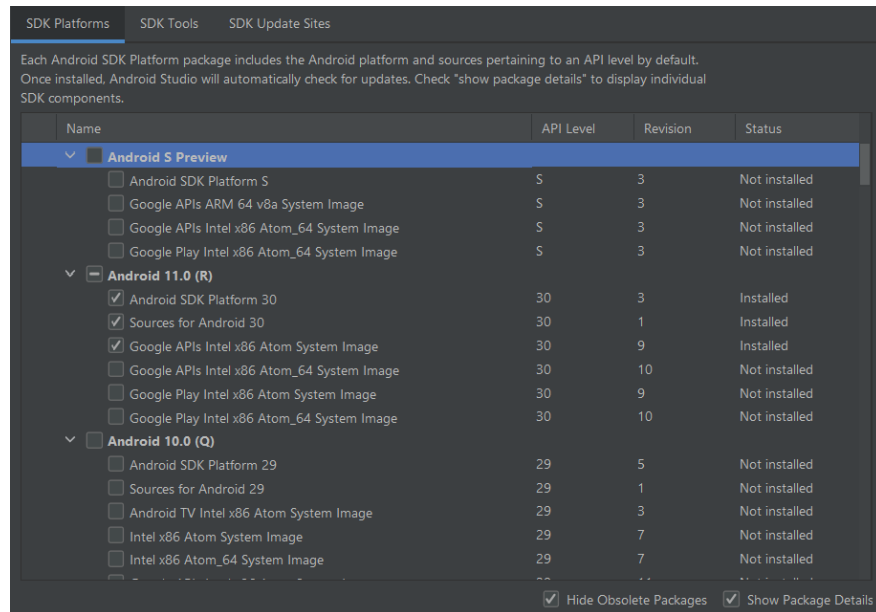 SDK Platforms SDK Tools SDK Update Sites
Each Android SDK Platform package includes the Android platform and sources pertaining to an API level by default.
Once installed, Android Studio will automatically check for updates. Check "show package details" to display individual
SDK components.
Name API Level Revision Status
Android S Preview
Android SDK Platform S S 3 Not installed
Google APIs ARM 64 v8a System Image S 3 Not installed
Google APIs Intel x86 Atom_64 System Image S 3 Not installed
Google Play Intel x86 Atom_64 System Image S 3 Not installed
Android 11.0 (R)
Android SDK Platform 30 30 3 Installed
Sources for Android 30 30 1 Installed
Google APIs Intel x86 Atom System Image 30 9 Installed
Google APIs Intel x86 Atom_64 System Image 30 10 Not installed
Google Play Intel x86 Atom System Image 30 9 Not installed
Google Play Intel x86 Atom_64 System Image 30 10 Not installed
Android 10.0 (Q)
Android SDK Platform 29 29 5 Not installed
Sources for Android 29 29 1 Not installed
Android TV Intel x86 Atom System Image 29 3 Not installed
Intel x86 Atom System Image 29 7 Not installed
Intel x86 Atom_64 System Image 29 7 Not installed
Hide Obsolete Packages Show Package Details